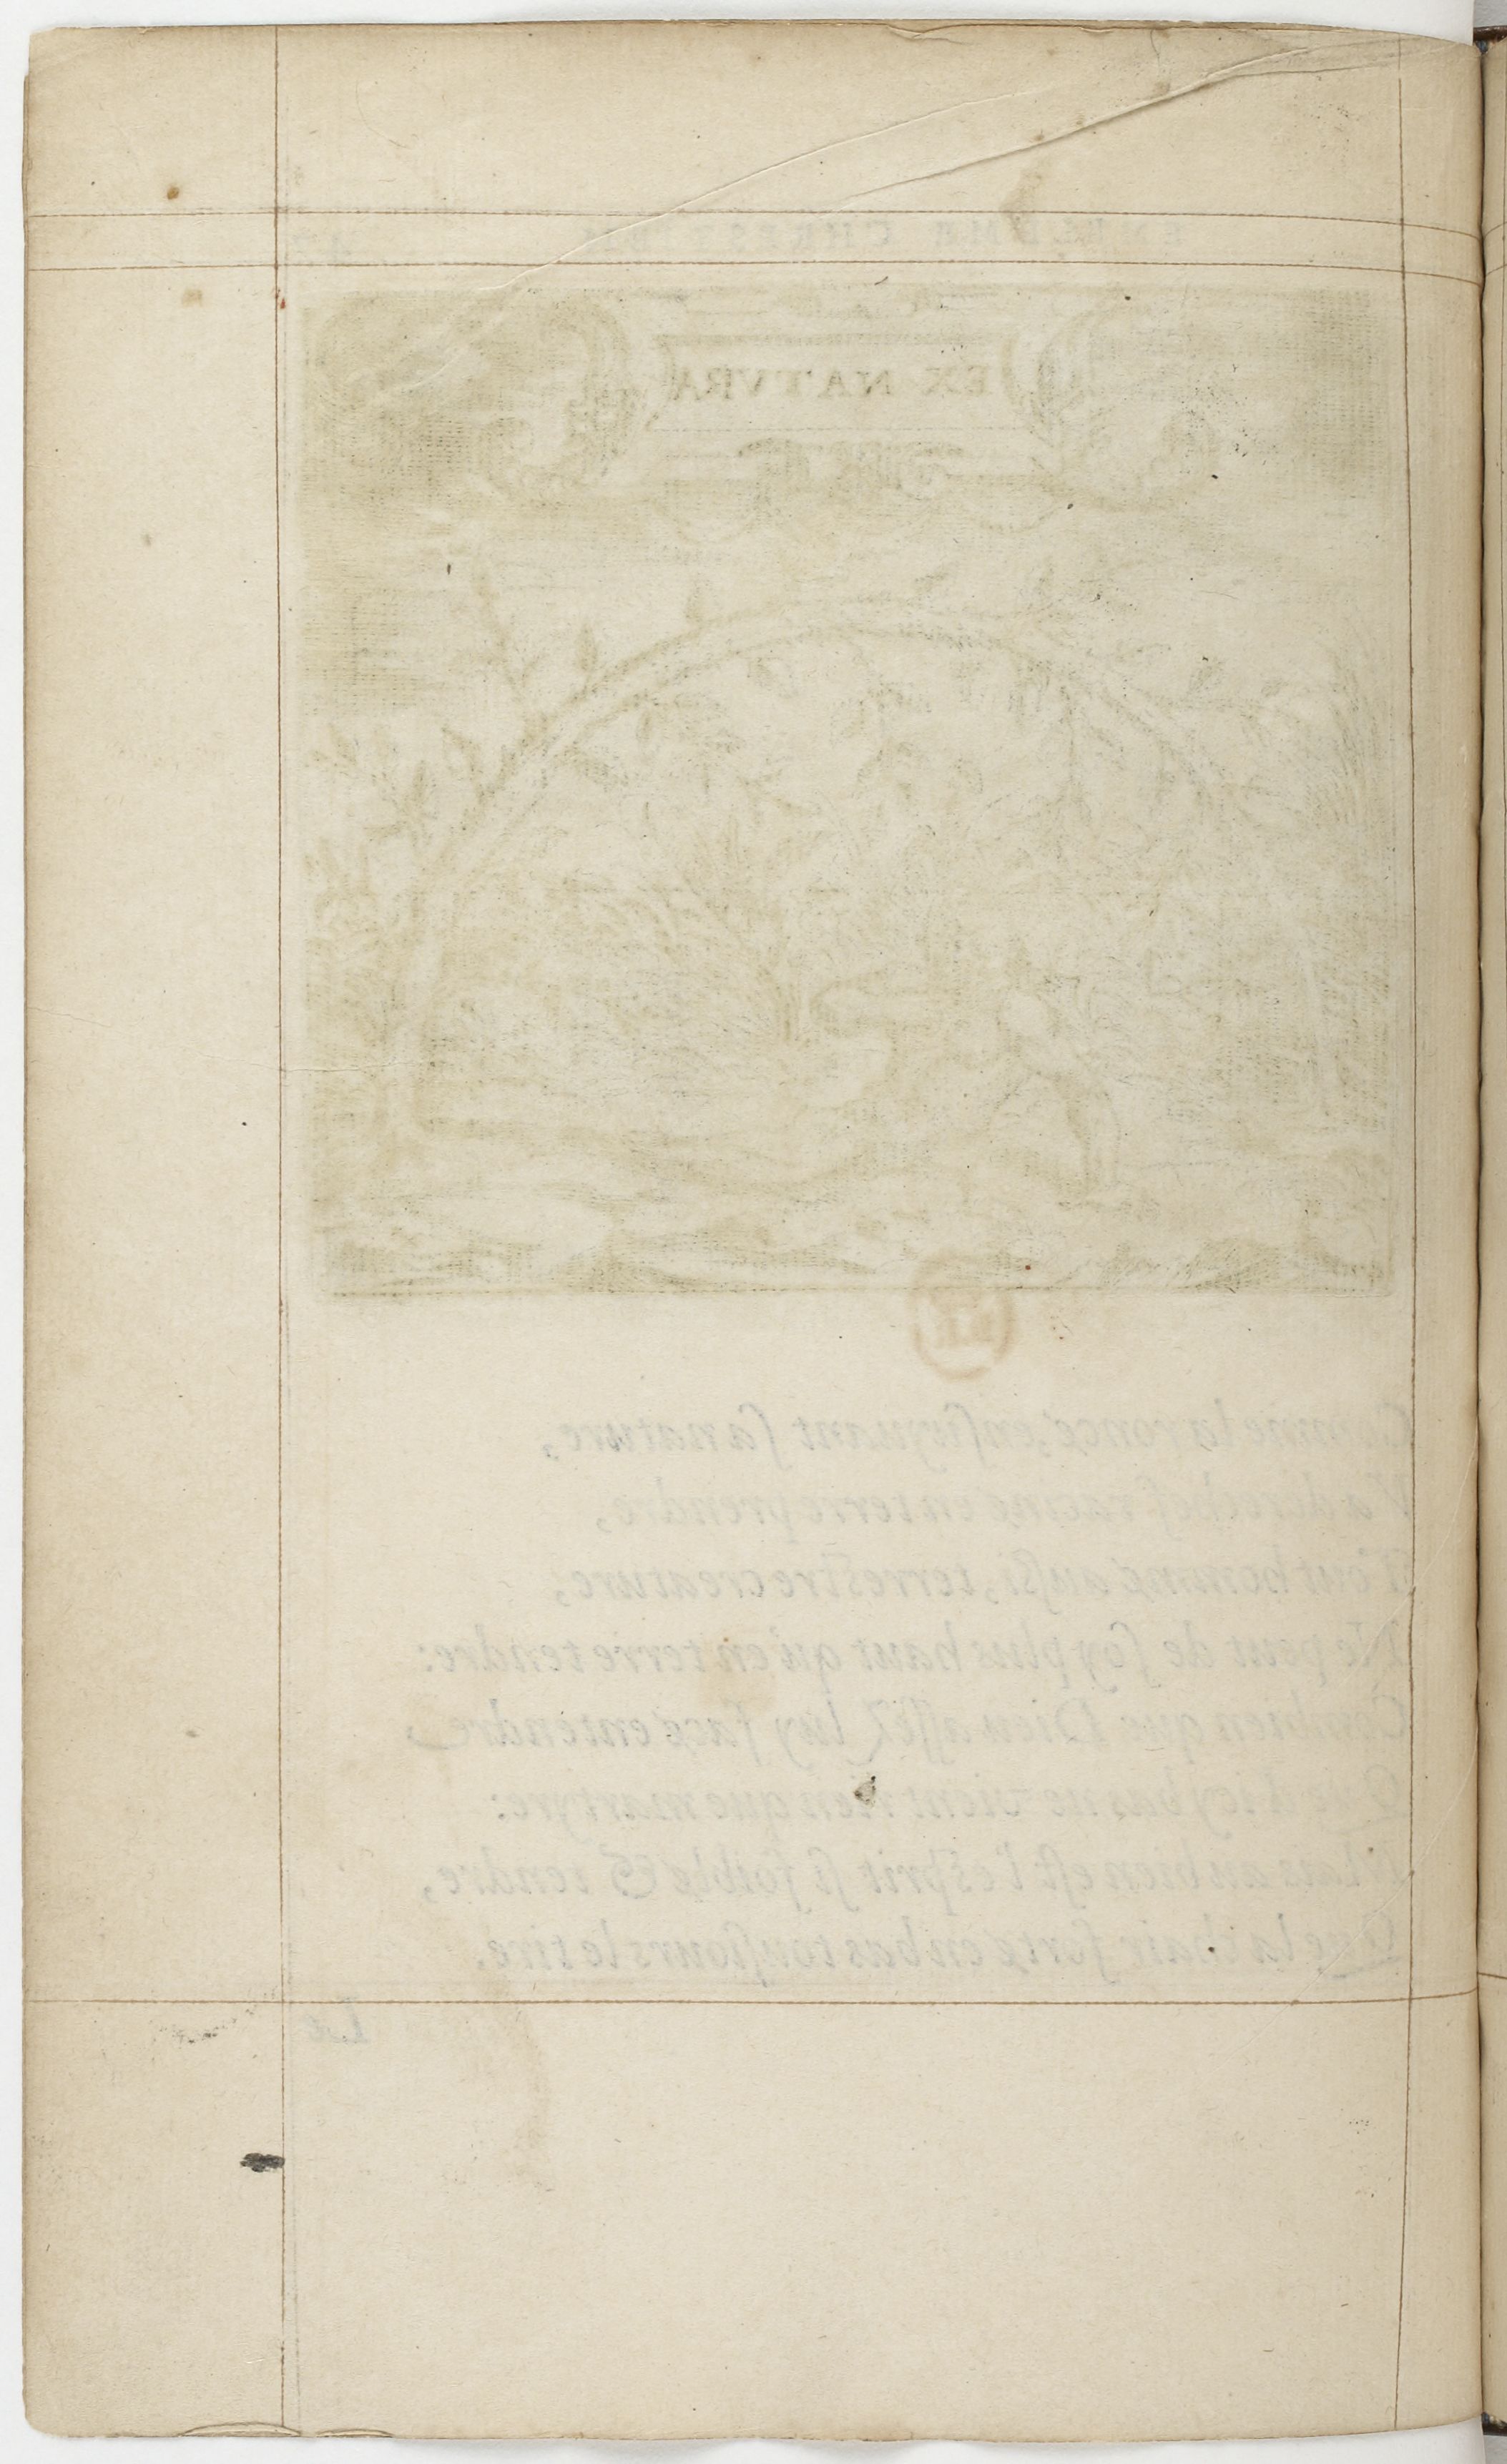 EX NATVRA
Comme la ronce, ensuyuant sa nature,
Va derechef racine en terre prendre,
Tout homme aussi, terrestre creature,
Ne peut de soy plus haut qu'en terre tendre:
Combien que Dieu assez luy face entendre
Que d'icy bas ne vient rien que martyre:
Mais au bien est l'esprit si foible & tendre,
Que la chair forte en bas tousiours le tire.